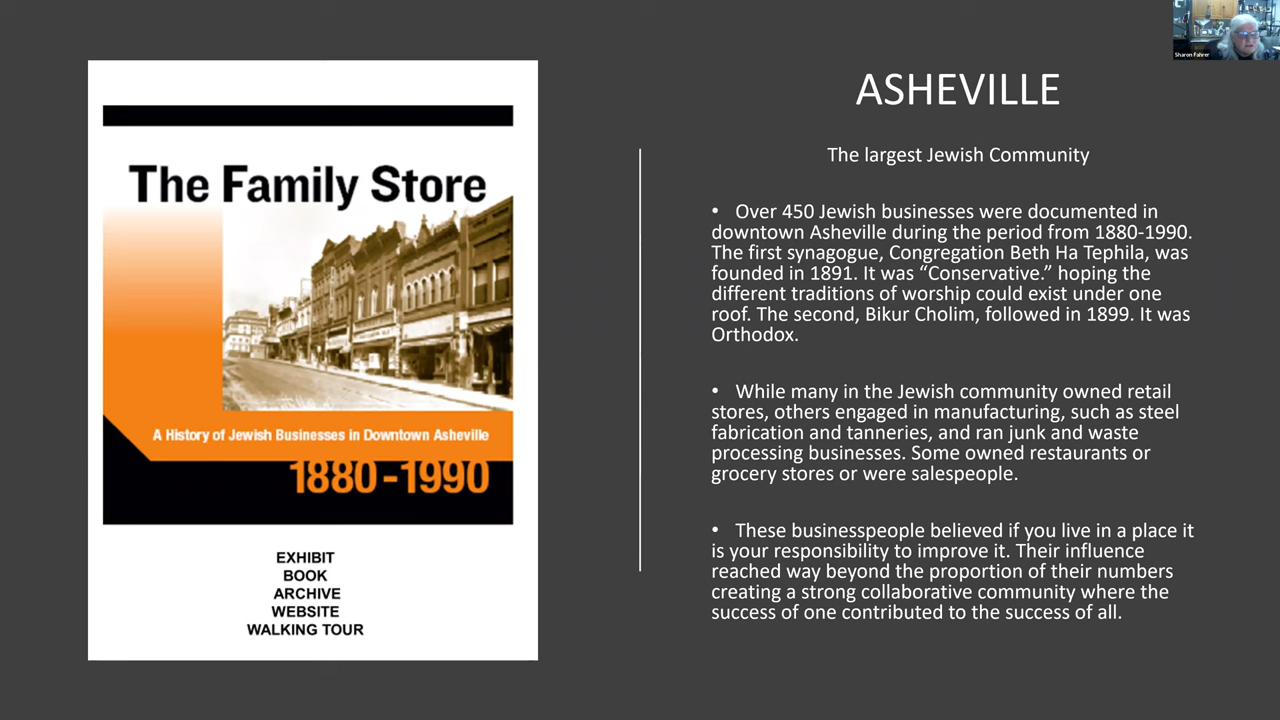 Sharon Fahrer
The Family Store
A History of Jewish Businesses in Downtown Asheville
1880-1990
EXHIBIT
BOOK
ARCHIVE
WEBSITE
WALKING TOUR
ASHEVILLE
The largest Jewish Community
• Over 450 Jewish businesses were documented in
downtown Asheville during the period from 1880-1990.
The first synagogue, Congregation Beth Ha Tephila, was
founded in 1891. It was “Conservative.” hoping the
different traditions of worship could exist under one
roof. The second, Bikur Cholim, followed in 1899. It was
Orthodox.
• While many in the Jewish community owned retail
stores, others engaged in manufacturing, such as steel
fabrication and tanneries, and ran junk and waste
processing businesses. Some owned restaurants or
grocery stores or were salespeople.
• These businesspeople believed if you live in a place it
is your responsibility to improve it. Their influence
reached way beyond the proportion of their numbers
creating a strong collaborative community where the
success of one contributed to the success of all.